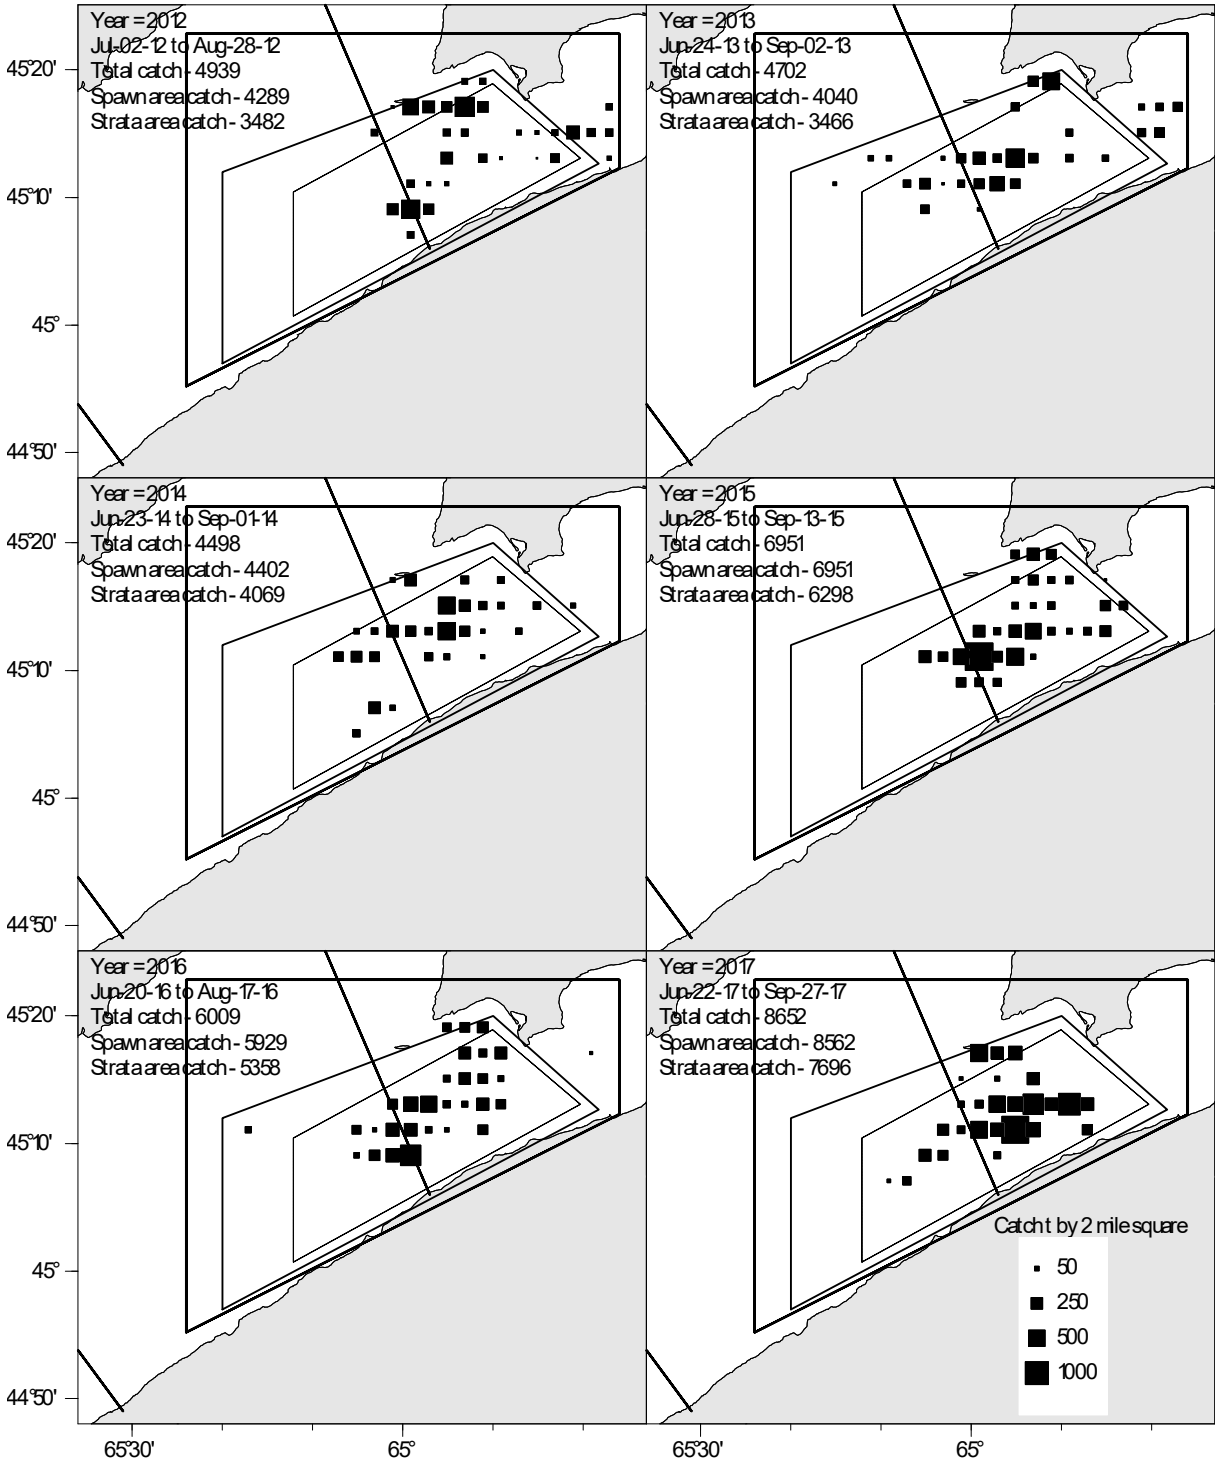 Year = 2012
Jul-02-12 to Aug-28-12
Total catch - 4939
Spawn area catch - 4289
Strata area catch - 3482
45°20'
45°10'
45°
44°50'
Year = 2013
Jun-24-13 to Sep-02-13
Total catch - 4702
Spawn area catch - 4040
Strata area catch - 3466
Year = 2014
Jun-23-14 to Sep-01-14
Total catch - 4498
Spawn area catch - 4402
Strata area catch - 4069
45°20'
45°10'
45°
44°50'
Year = 2015
Jun-28-15 to Sep-13-15
Total catch - 6951
Spawn area catch - 6951
Strata area catch - 6298
Year = 2016
Jun-20-16 to Aug-17-16
Total catch - 6009
Spawn area catch - 5929
Strata area catch - 5358
45°20'
45°10'
45°
44°50'
Year = 2017
Jun-22-17 to Sep-27-17
Total catch - 8652
Spawn area catch - 8562
Strata area catch - 7696
Catch t by 2 mile square
50
250
500
1000
65°30'
65°
65°30'
65°